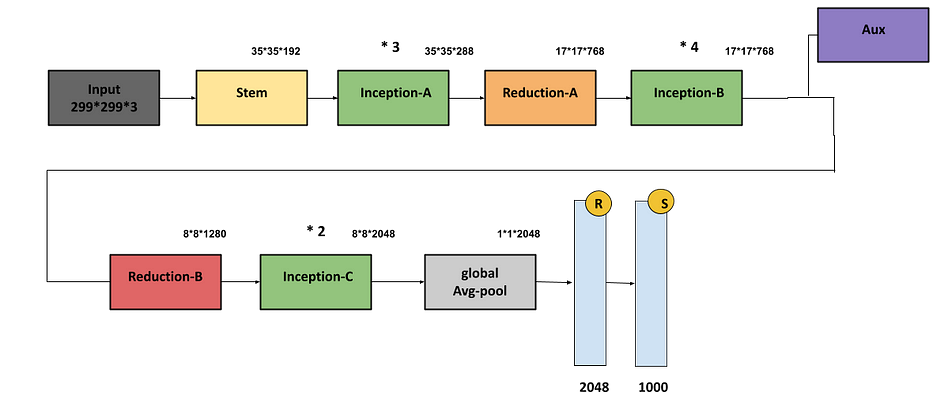 Aux
35*35*192
* 3
35*35*288
17*17*768
* 4
17*17*768
Input
299*299*3
Stem
Inception-A
Reduction-A
Inception-B
R
S
8*8*1280
* 2
8*8*2048
1*1*2048
Reduction-B
Inception-C
global
Avg-pool
2048
1000